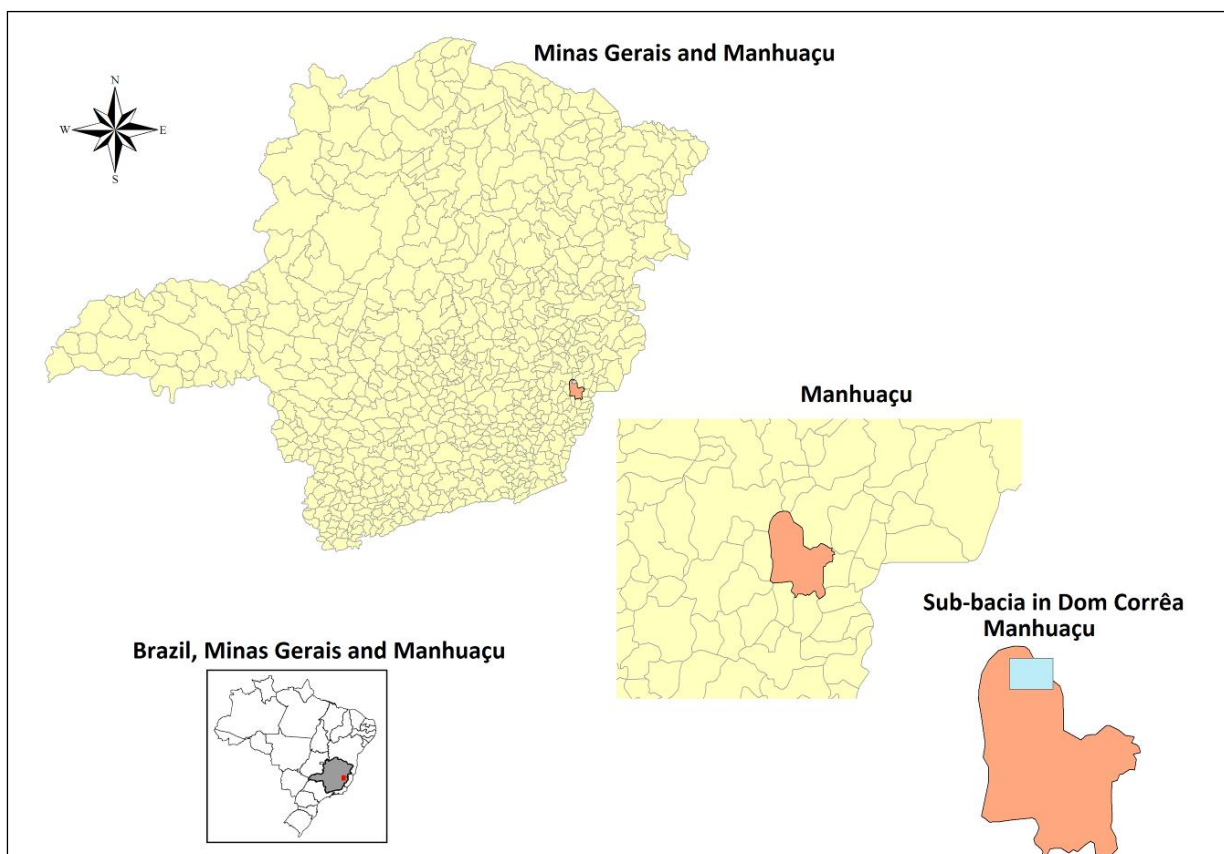 Minas Gerais and Manhuaçu
N
W
E
S
Manhuaçu
Sub-bacia in Dom Corrêa
Manhuaçu
Brazil, Minas Gerais and Manhuaçu